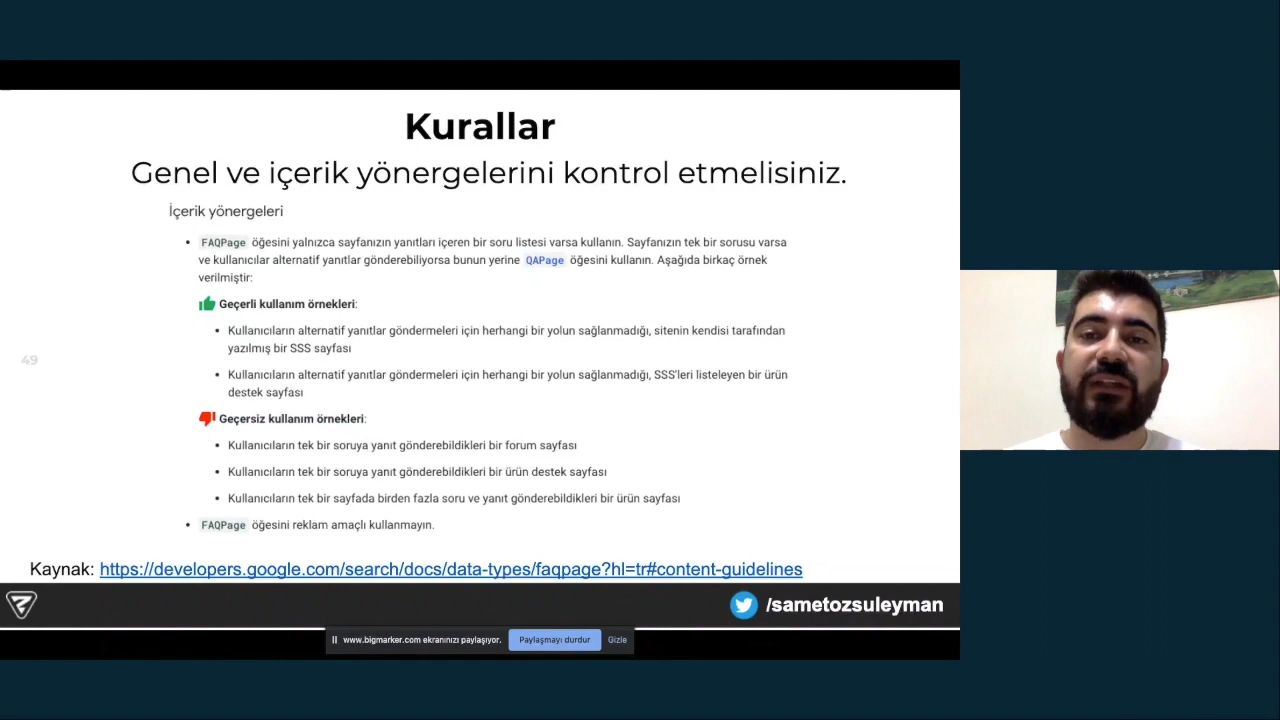 Kurallar
Genel ve içerik yönergelerini kontrol etmelisiniz.
İçerik yönergeleri
• FAQPage öğesini yalnızca sayfanızın yanıtları içeren bir soru listesi varsa kullanın. Sayfanızın tek bir sorusu varsa
ve kullanıcılar alternatif yanıtlar gönderebiliyorsa bunun yerine QAPage öğesini kullanın. Aşağıda birkaç örnek
verilmiştir:
Geçerli kullanım örnekleri:
• Kullanıcıların alternatif yanıtlar göndermeleri için herhangi bir yolun sağlanmadığı, sitenin kendisi tarafından
yazılmış bir SSS sayfası
49
• Kullanıcıların alternatif yanıtlar göndermeleri için herhangi bir yolun sağlanmadığı, SSS'leri listeleyen bir ürün
destek sayfası
Geçersiz kullanım örnekleri:
• Kullanıcıların tek bir soruya yanıt gönderebildikleri bir forum sayfası
• Kullanıcıların tek bir soruya yanıt gönderebildikleri bir ürün destek sayfası
• Kullanıcıların tek bir sayfada birden fazla soru ve yanıt gönderebildikleri bir ürün sayfası
• FAQPage öğesini reklam amaçlı kullanmayın.
Kaynak: https://developers.google.com/search/docs/data-types/faqpage?hl=tr#content-guidelines
/sametozsuleyman
www.bigmarker.com ekranınızı paylaşıyor. Paylaşmayı durdur Gizle